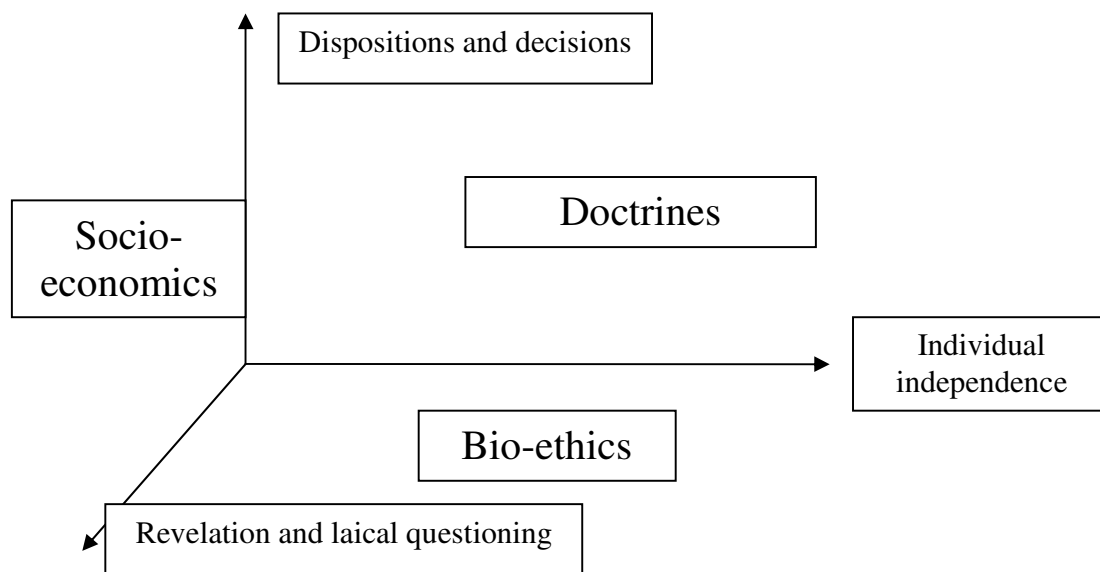 Dispositions and decisions
Doctrines
Socio-
economics
Individual
independence
Bio-ethics
Revelation and laical questioning